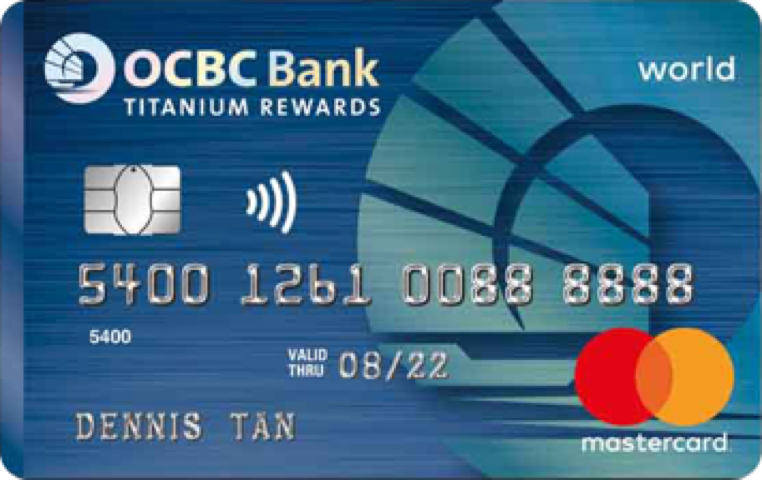 OCBC Bank
TITANIUM REWARDS
world
5400 1261 0088 8888
5400
VALID THRU 08/22
DENNIS TAN
mastercard